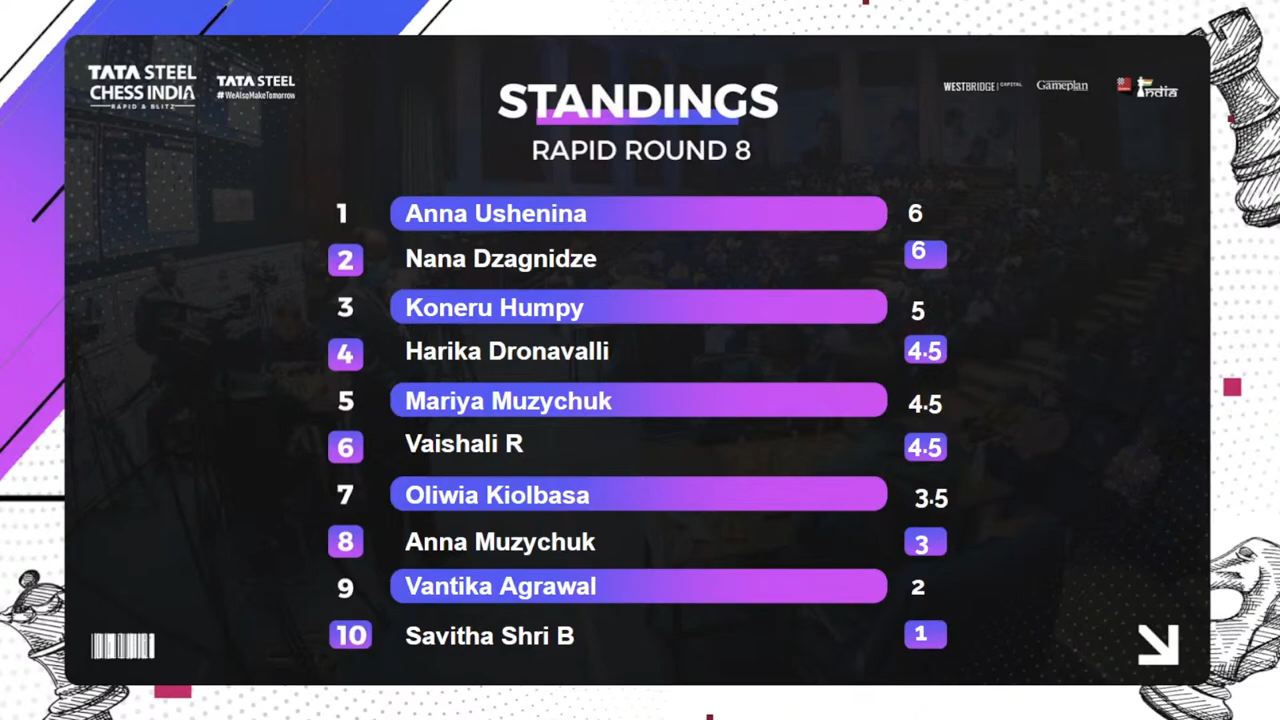 TATA STEEL
CHESS INDIA
RAPID & BLITZ
TATA STEEL
#WeAlsoMakeTomorrow
STANDINGS
RAPID ROUND 8
WESTBRIDGE | CAPITAL
Gameplan
India
1 Anna Ushenina 6
2 Nana Dzagnidze 6
3 Koneru Humpy 5
4 Harika Dronavalli 4.5
5 Mariya Muzychuk 4.5
6 Vaishali R 4.5
7 Oliwia Kiolbasa 3.5
8 Anna Muzychuk 3
9 Vantika Agrawal 2
10 Savitha Shri B 1